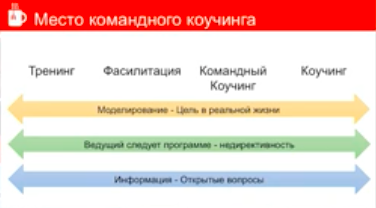 Место командного коучинга
Тренинг Фасилитация Командный Коучинг
Коучинг
Моделирование - Цель в реальной жизни
Ведущий следует программе - недирективность
Информация - Открытые вопросы